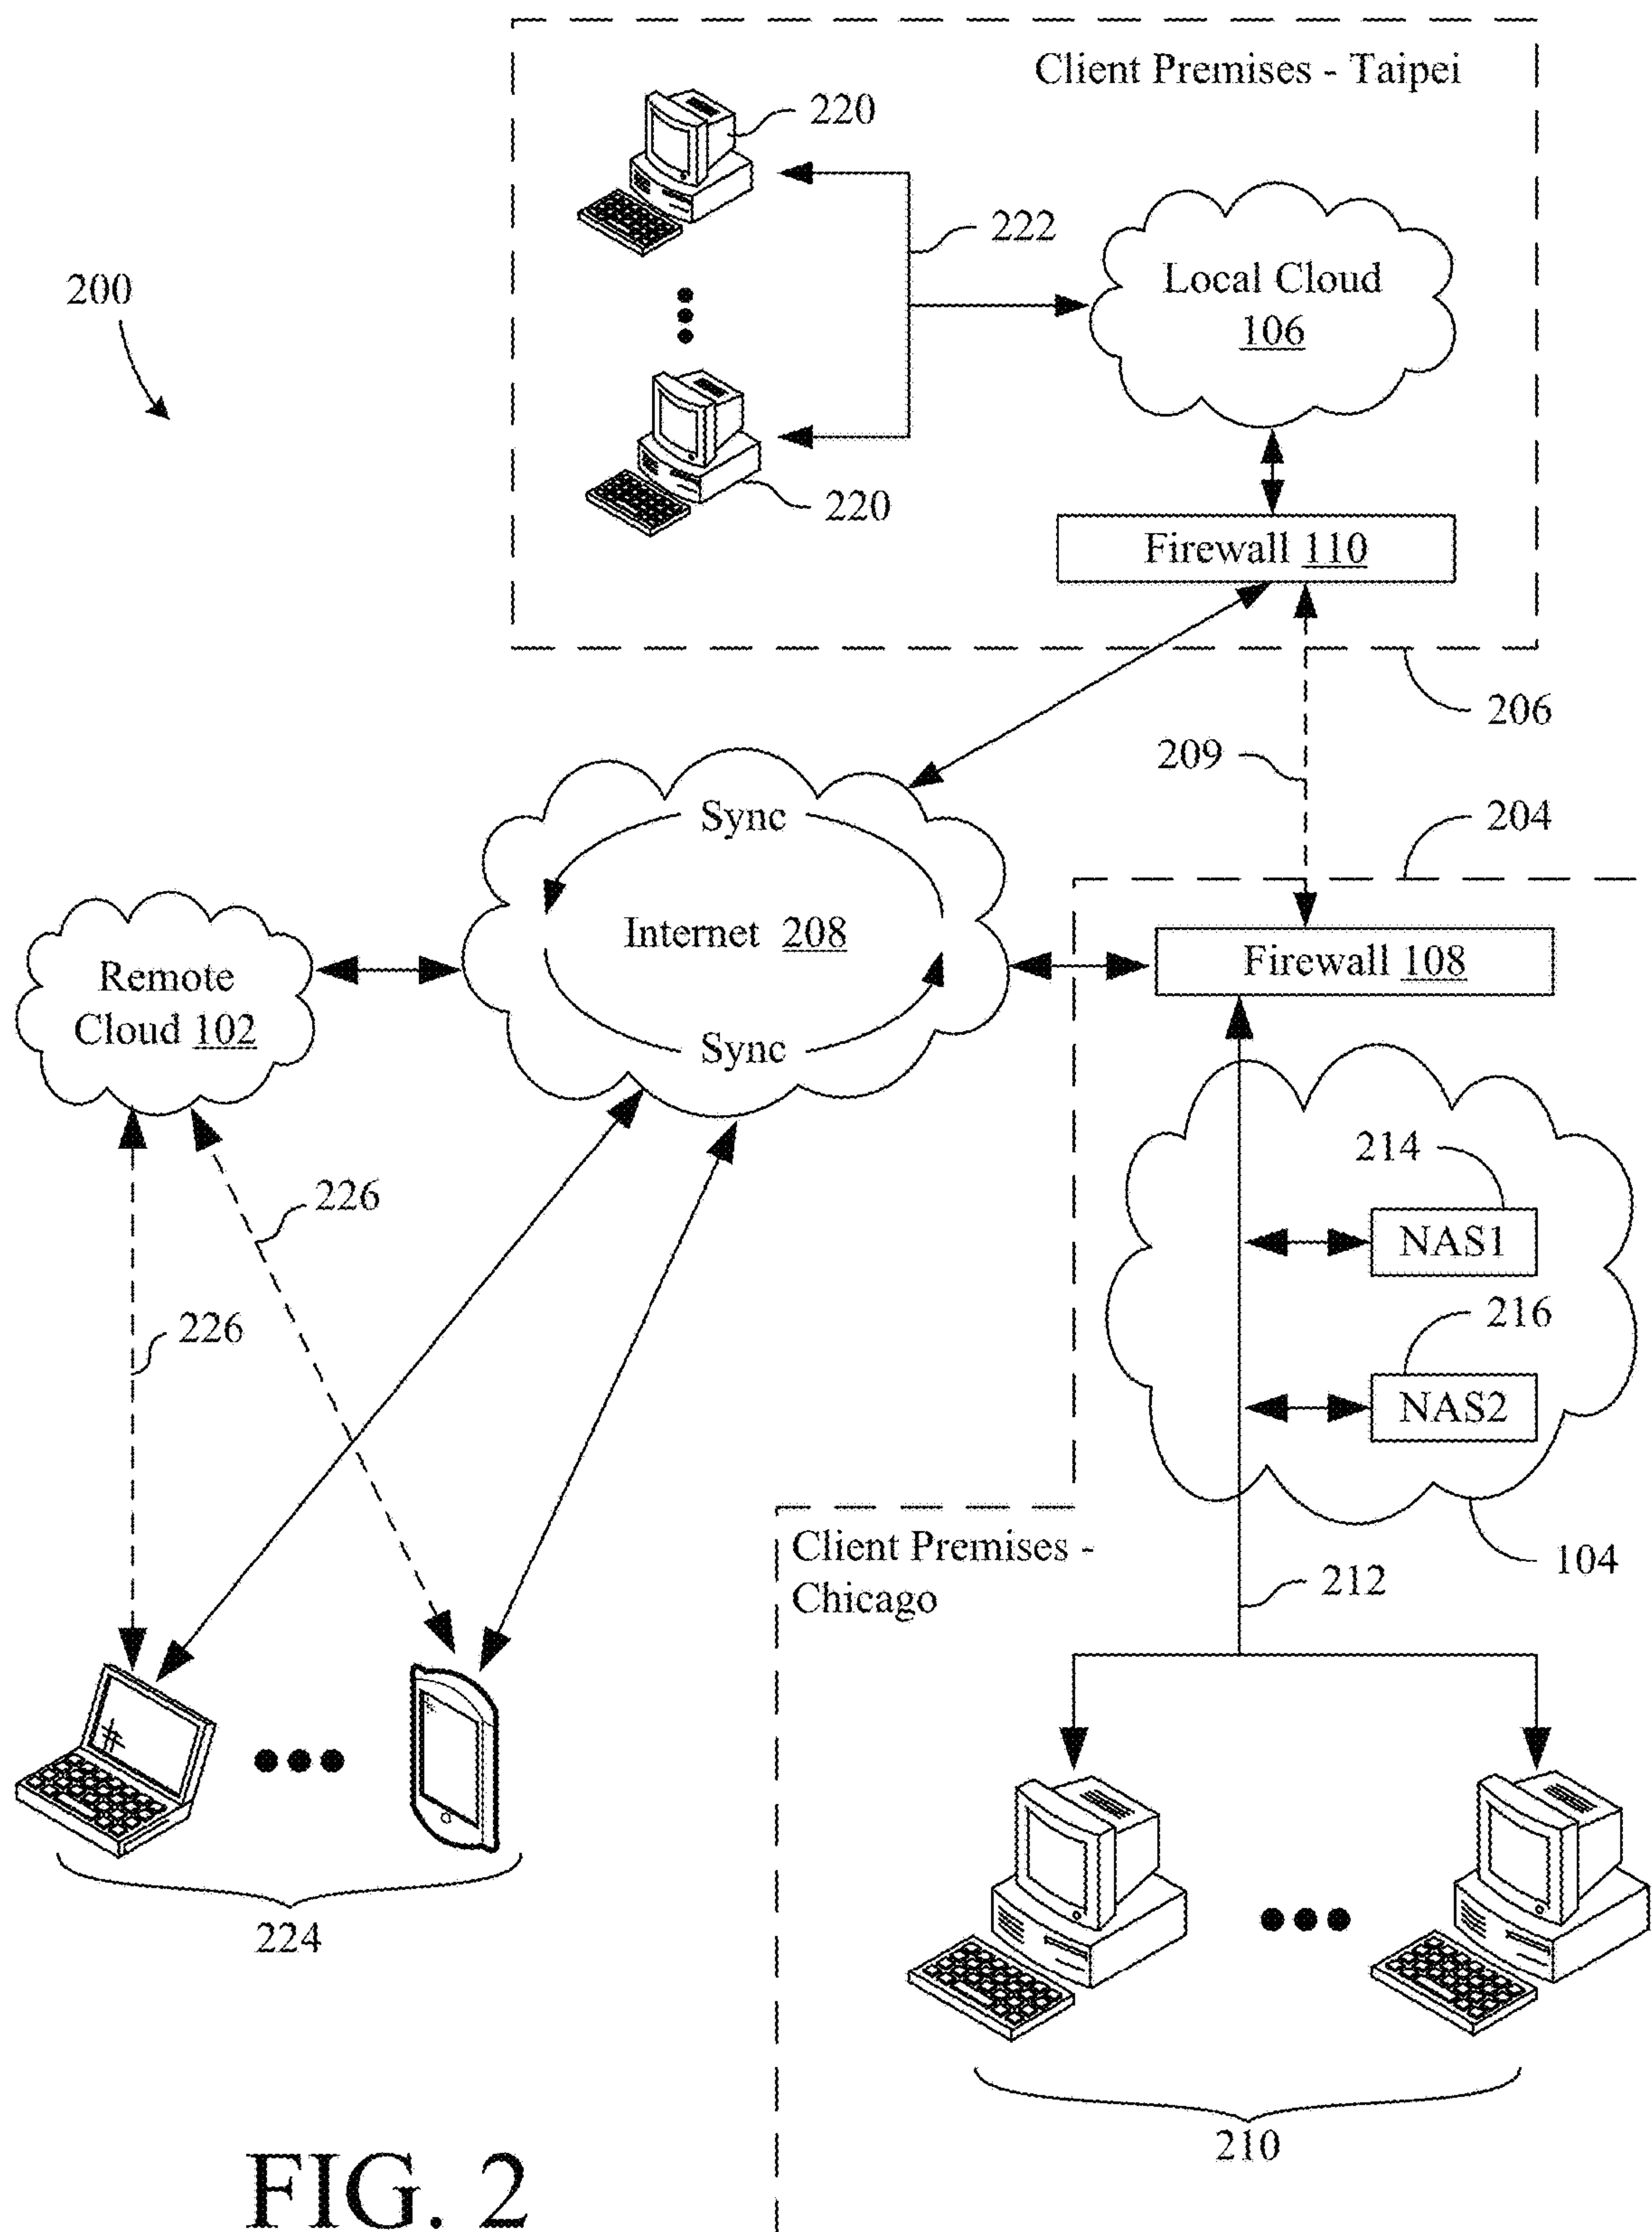 Client Premises - Taipei
220
222
200
Local Cloud
106
220
Firewall 110
206
209
204
Sync
Internet 208
Firewall 108
Remote
Cloud 102
Sync
214
226
NAS1
216
226
NAS2
Client Premises -
Chicago
104
212
224
210
FIG. 2